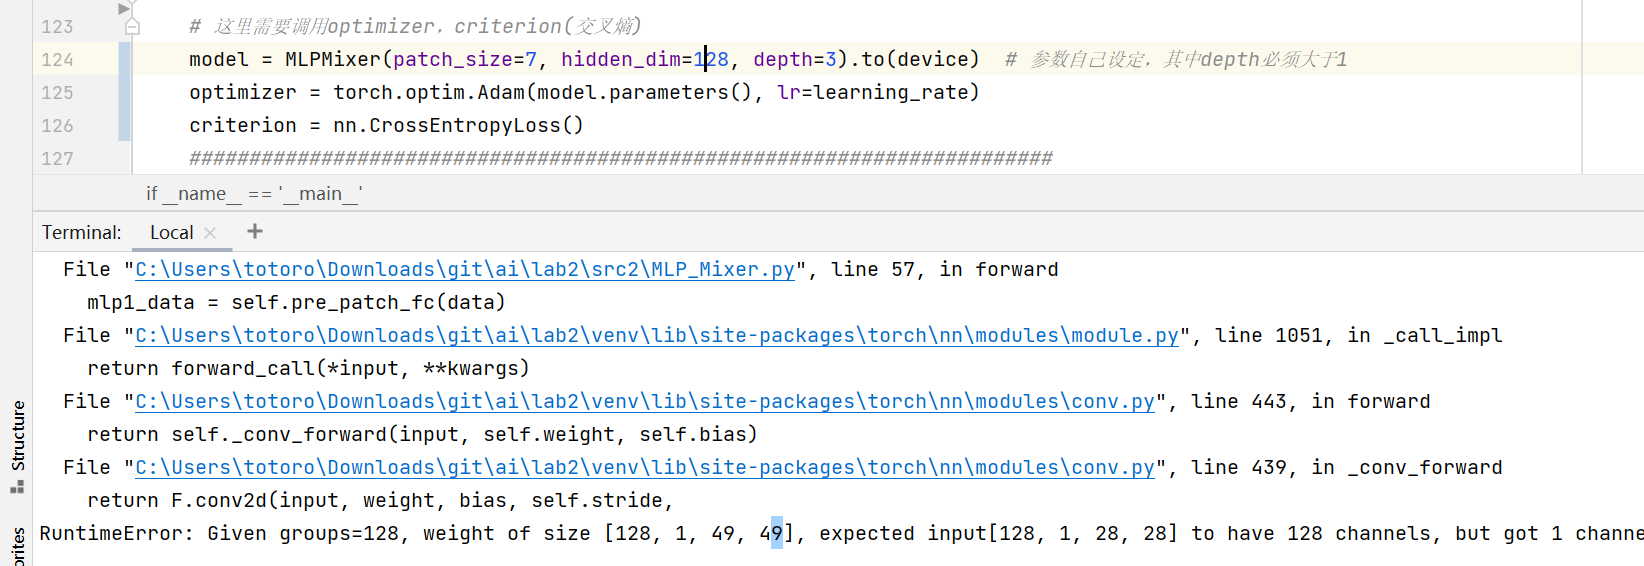 123 # 这里需要调用optimizer，criterion(交叉熵)
124 model = MLPMixer(patch_size=7, hidden_dim=128, depth=3).to(device) # 参数自己设定，其中depth必须大于1
125 optimizer = torch.optim.Adam(model.parameters(), lr=learning_rate)
126 criterion = nn.CrossEntropyLoss()
127 ########################################################################
if __name__ == '__main__'
Terminal: Local × +
File "C:\Users\totoro\Downloads\git\ai\lab2\src2\MLP_Mixer.py", line 57, in forward
mlp1_data = self.pre_patch_fc(data)
File "C:\Users\totoro\Downloads\git\ai\lab2\venv\lib\site-packages\torch\nn\modules\module.py", line 1051, in _call_impl
return forward_call(*input, **kwargs)
File "C:\Users\totoro\Downloads\git\ai\lab2\venv\lib\site-packages\torch\nn\modules\conv.py", line 443, in forward
return self._conv_forward(input, self.weight, self.bias)
File "C:\Users\totoro\Downloads\git\ai\lab2\venv\lib\site-packages\torch\nn\modules\conv.py", line 439, in _conv_forward
return F.conv2d(input, weight, bias, self.stride,
RuntimeError: Given groups=128, weight of size [128, 1, 49, 49], expected input[128, 1, 28, 28] to have 128 channels, but got 1 channe
Structure
orites